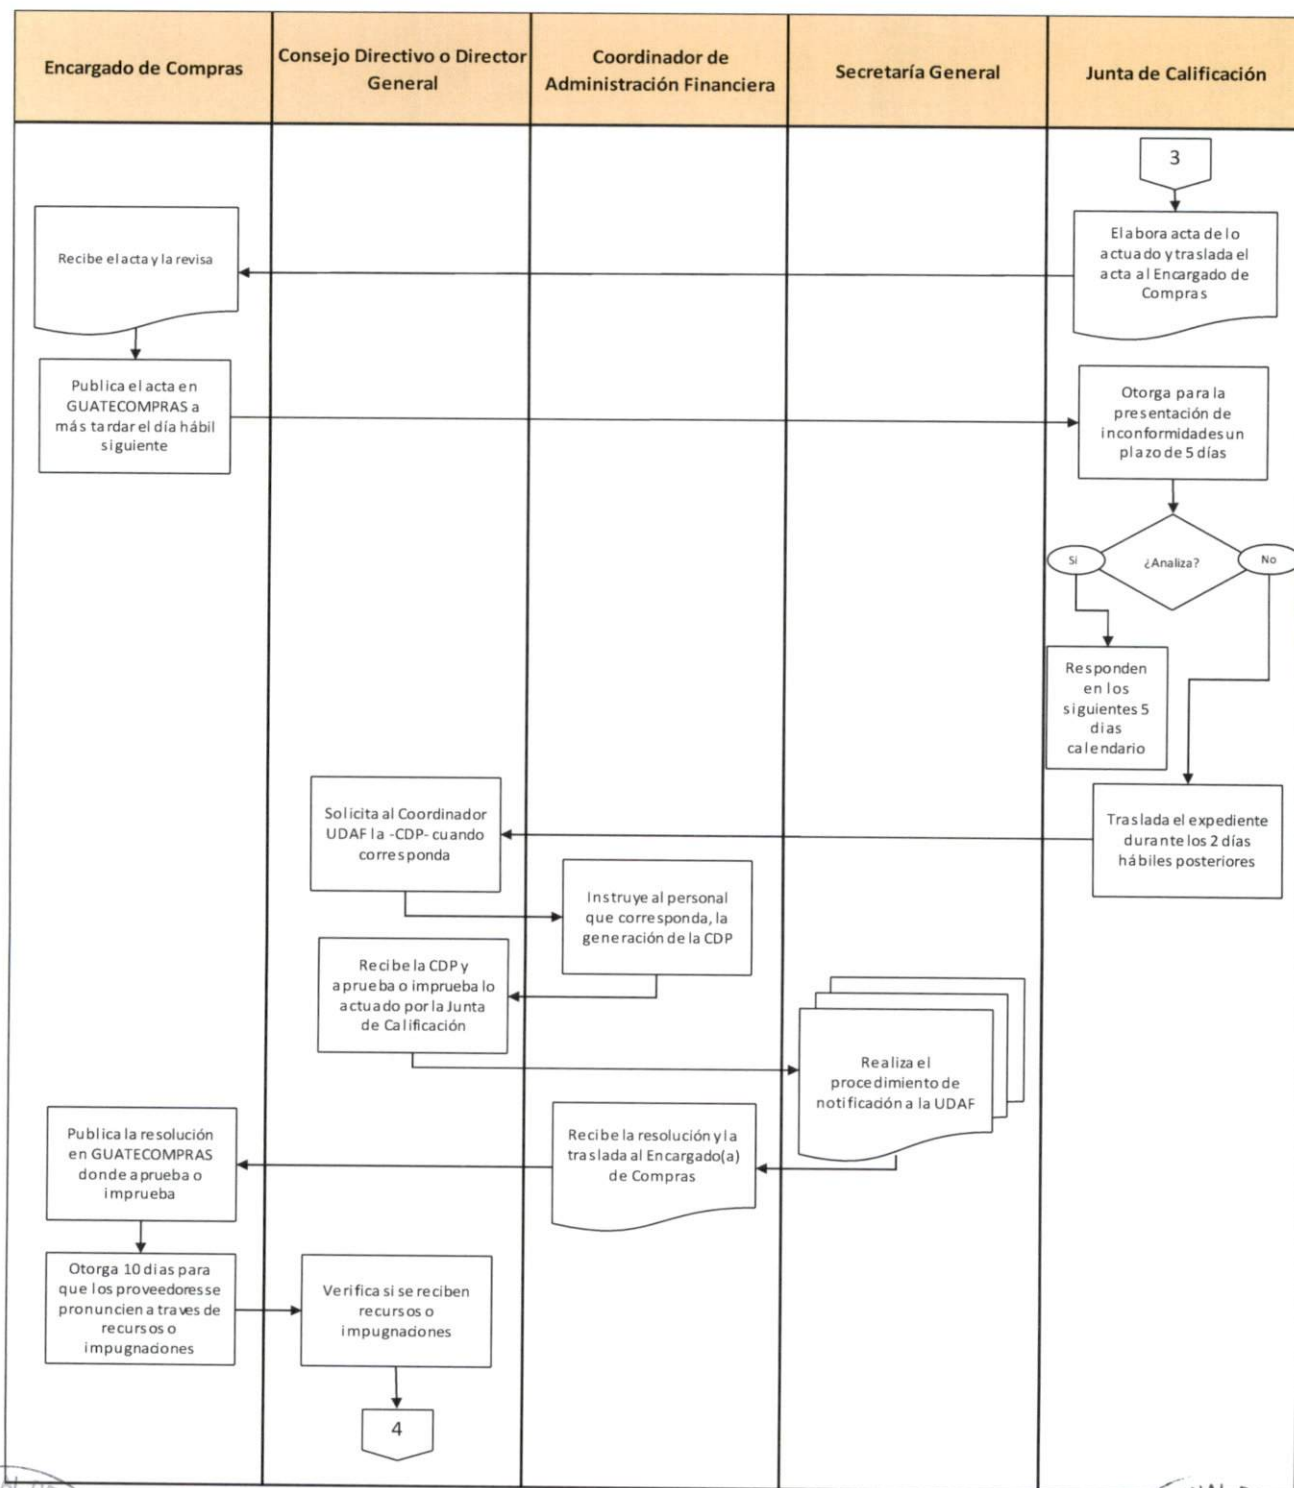 Encargado de Compras
Consejo Directivo o Director
General
Coordinador de
Administración Financiera
Secretaría General
Junta de Calificación
3
Elabora acta de lo
actuado y traslada el
acta al Encargado de
Compras
Recibe el acta y la revisa
Publica el acta en
GUATECOMPRAS a
más tardar el día hábil
siguiente
Otorga para la
presentación de
inconformidades un
plazo de 5 días
Si
¿Analiza?
No
Responden
en los
siguientes 5
dias
calendario
Traslada el expediente
durante los 2 días
hábiles posteriores
Solicita al Coordinador
UDAF la -CDP- cuando
corresponda
Instruye al personal
que corresponda, la
generación de la CDP
Recibe la CDP y
aprueba o imprueba lo
actuado por la Junta
de Calificación
Realiza el
procedimiento de
notificación a la UDAF
Recibe la resolución y la
traslada al Encargado(a)
de Compras
Publica la resolución
en GUATECOMPRAS
donde aprueba o
imprueba
Otorga 10 dias para
que los proveedores se
pronuncien a traves de
recursos o
impugnaciones
Verifica si se reciben
recursos o
impugnaciones
4